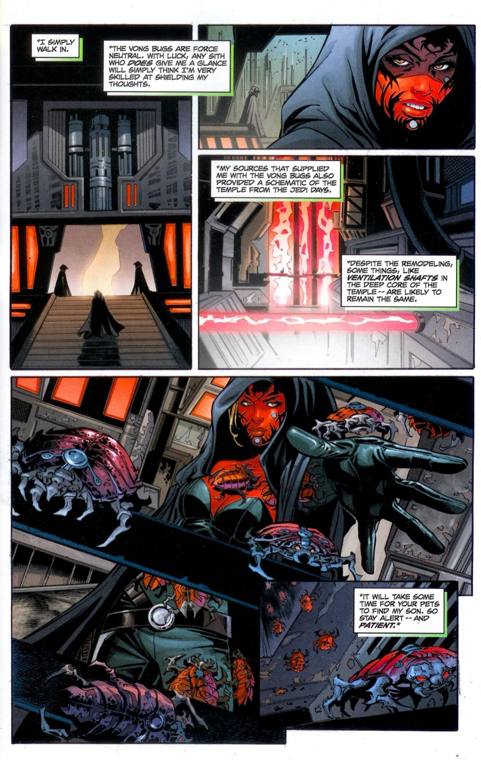 "I SIMPLY
WALK IN.
"THE VONG BUGS ARE FORCE
NEUTRAL. WITH LUCK, ANY SITH
WHO DOES GIVE ME A GLANCE
WILL SIMPLY THINK I'M VERY
SKILLED AT SHIELDING MY
THOUGHTS.
"MY SOURCES THAT SUPPLIED
ME WITH THE VONG BUGS ALSO
PROVIDED A SCHEMATIC OF THE
TEMPLE FROM THE JEDI DAYS.
"DESPITE THE REMODELING,
SOME THINGS, LIKE
VENTILATION SHAFTS IN
THE DEEP CORE OF THE
TEMPLE -- ARE LIKELY TO
REMAIN THE SAME.
"IT WILL TAKE SOME
TIME FOR YOUR PETS
TO FIND MY SON. SO
STAY ALERT -- AND
PATIENT."